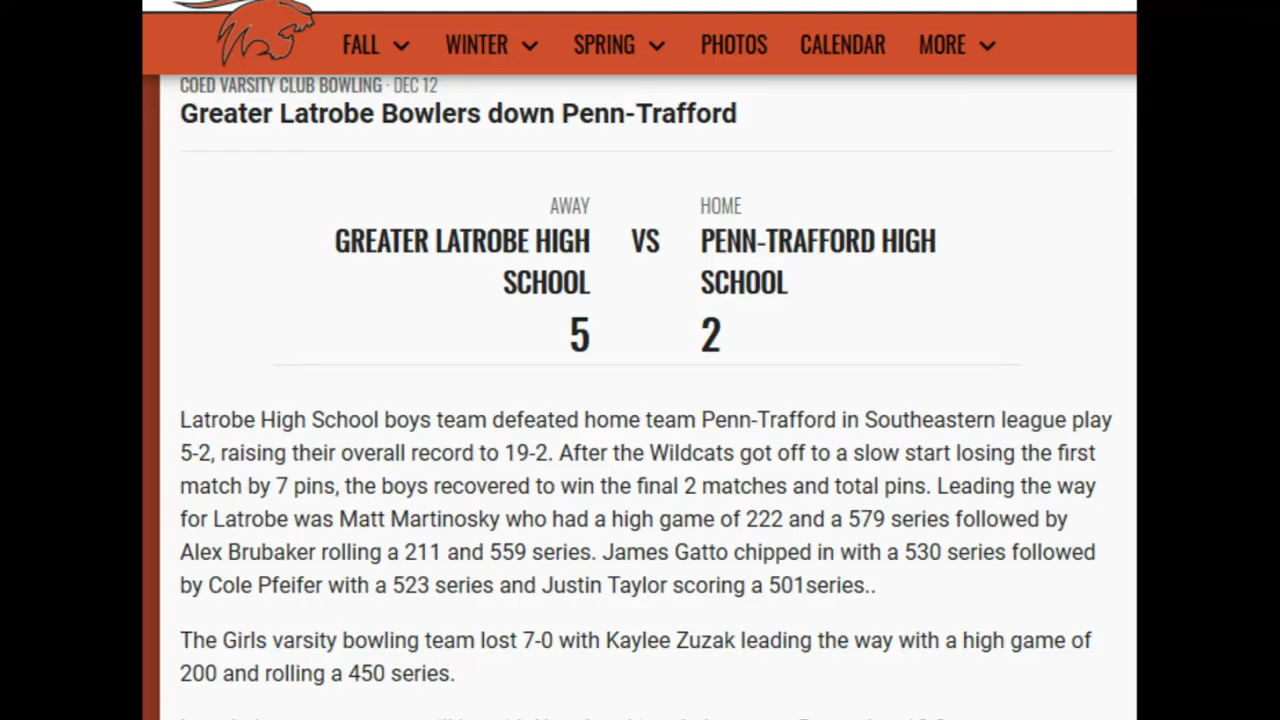 FALL WINTER SPRING PHOTOS CALENDAR MORE
COED VARSITY CLUB BOWLING · DEC 12
Greater Latrobe Bowlers down Penn-Trafford
AWAY HOME
GREATER LATROBE HIGH VS PENN-TRAFFORD HIGH
SCHOOL SCHOOL
5 2
Latrobe High School boys team defeated home team Penn-Trafford in Southeastern league play
5-2, raising their overall record to 19-2. After the Wildcats got off to a slow start losing the first
match by 7 pins, the boys recovered to win the final 2 matches and total pins. Leading the way
for Latrobe was Matt Martinosky who had a high game of 222 and a 579 series followed by
Alex Brubaker rolling a 211 and 559 series. James Gatto chipped in with a 530 series followed
by Cole Pfeifer with a 523 series and Justin Taylor scoring a 501series..
The Girls varsity bowling team lost 7-0 with Kaylee Zuzak leading the way with a high game of
200 and rolling a 450 series.